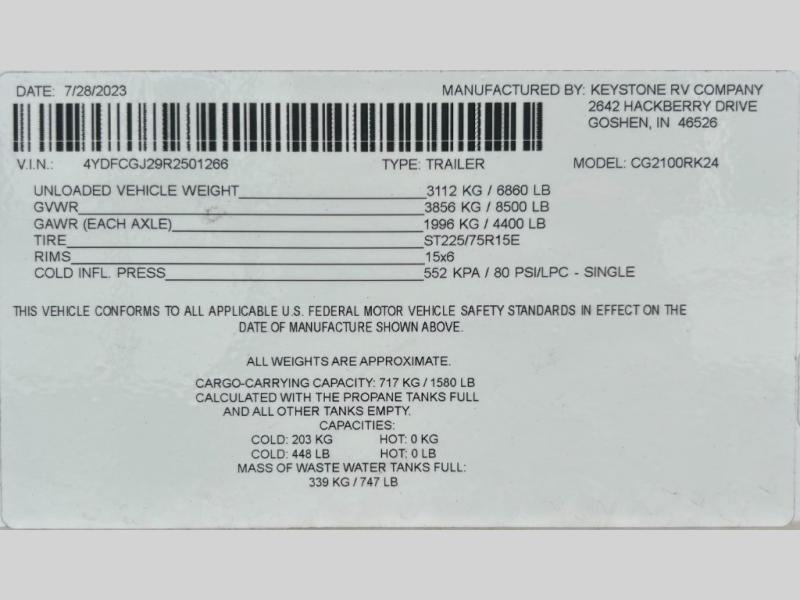 DATE: 7/28/2023 MANUFACTURED BY: KEYSTONE RV COMPANY
2642 HACKBERRY DRIVE
GOSHEN, IN 46526
V.I.N.: 4YDFCGJ29R2501266 TYPE: TRAILER MODEL: CG2100RK24
UNLOADED VEHICLE WEIGHT 3112 KG / 6860 LB
GVWR 3856 KG / 8500 LB
GAWR (EACH AXLE) 1996 KG / 4400 LB
TIRE ST225/75R15E
RIMS 15x6
COLD INFL. PRESS 552 KPA / 80 PSI/LPC - SINGLE
THIS VEHICLE CONFORMS TO ALL APPLICABLE U.S. FEDERAL MOTOR VEHICLE SAFETY STANDARDS IN EFFECT ON THE
DATE OF MANUFACTURE SHOWN ABOVE.
ALL WEIGHTS ARE APPROXIMATE.
CARGO-CARRYING CAPACITY: 717 KG / 1580 LB
CALCULATED WITH THE PROPANE TANKS FULL
AND ALL OTHER TANKS EMPTY.
CAPACITIES:
COLD: 203 KG HOT: 0 KG
COLD: 448 LB HOT: 0 LB
MASS OF WASTE WATER TANKS FULL:
339 KG / 747 LB